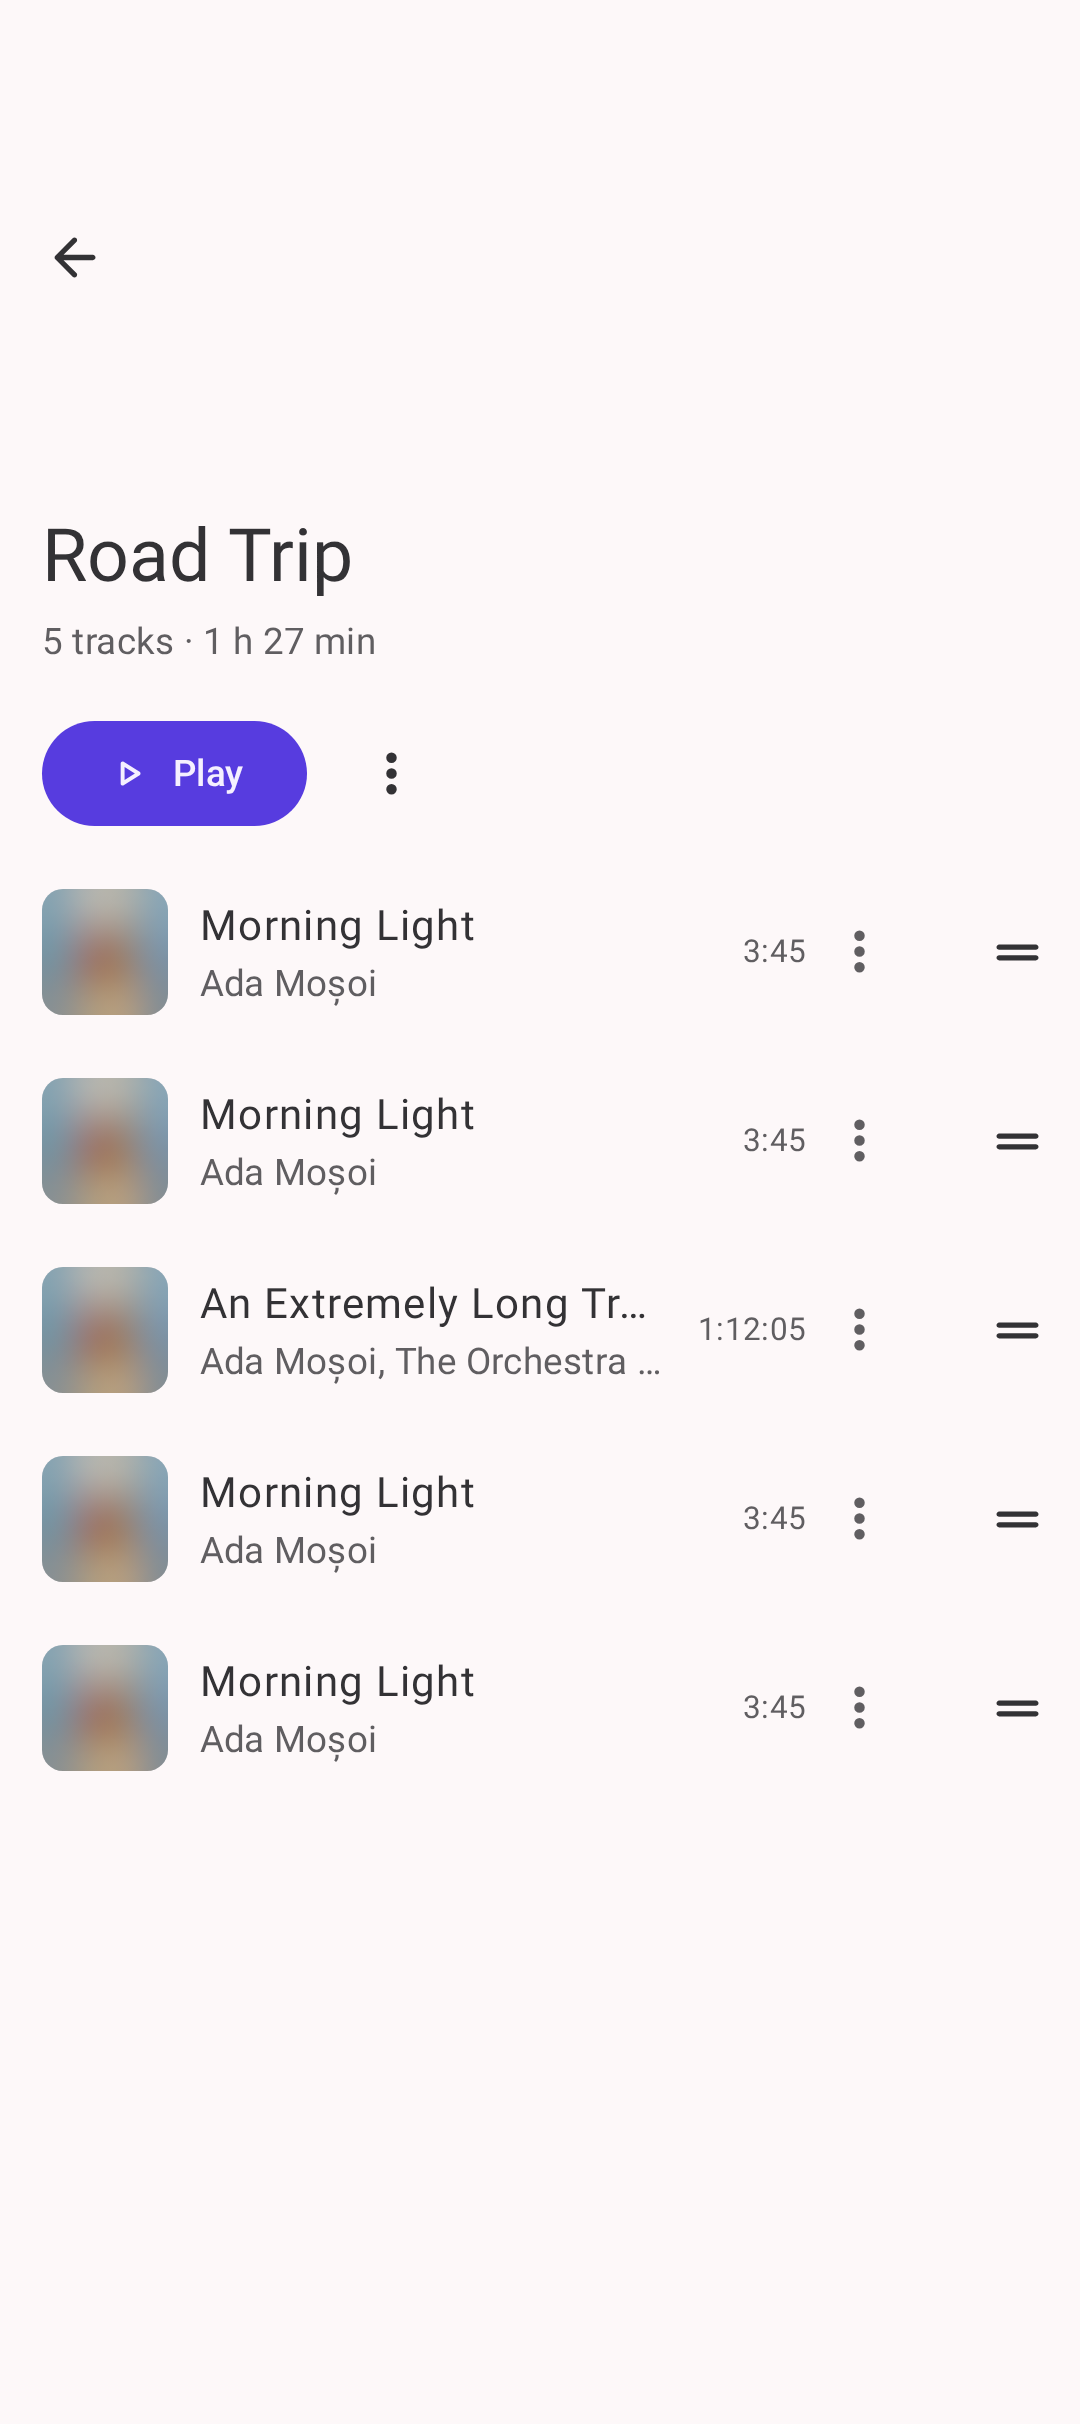 Road Trip
5 tracks · 1 h 27 min
Play
Morning Light
Ada Moșoi
3:45
Morning Light
Ada Moșoi
3:45
An Extremely Long Tr…
Ada Moșoi, The Orchestra …
1:12:05
Morning Light
Ada Moșoi
3:45
Morning Light
Ada Moșoi
3:45